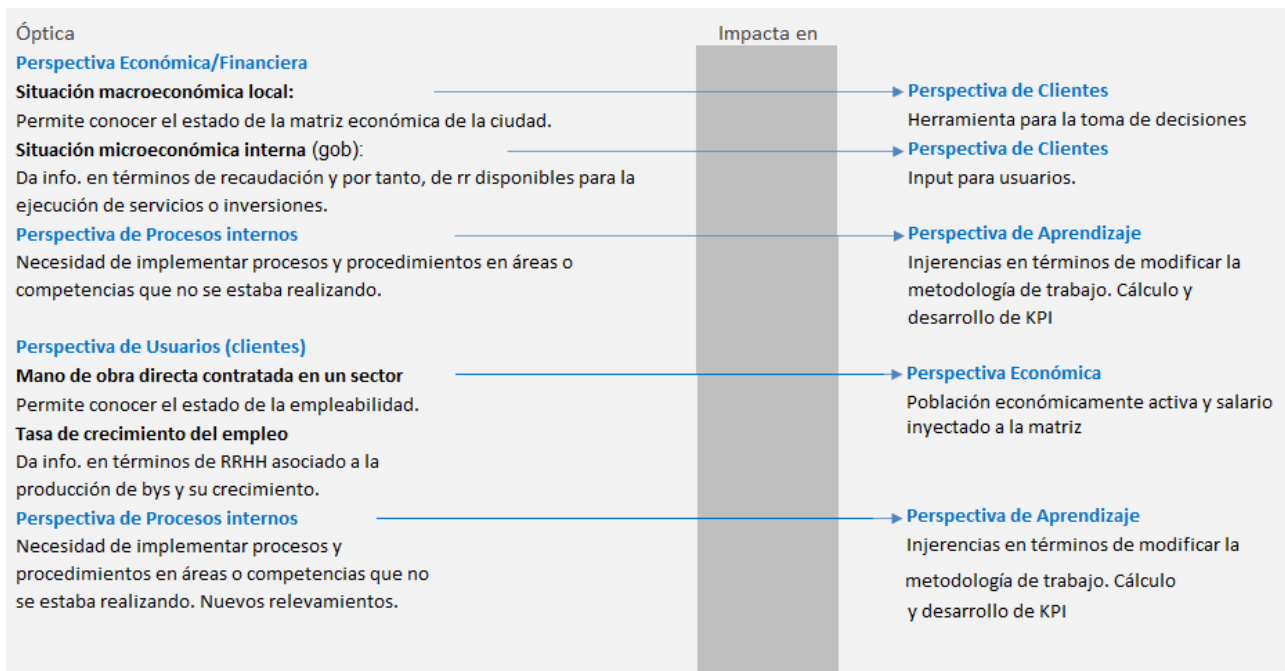 Óptica
Impacta en
Perspectiva Económica/Financiera
Situación macroeconómica local:
Perspectiva de Clientes
Permite conocer el estado de la matriz económica de la ciudad.
Herramienta para la toma de decisiones
Situación microeconómica interna (gob):
Perspectiva de Clientes
Da info. en términos de recaudación y por tanto, de rr disponibles para la
ejecución de servicios o inversiones.
Input para usuarios.
Perspectiva de Procesos internos
Perspectiva de Aprendizaje
Necesidad de implementar procesos y procedimientos en áreas o
competencias que no se estaba realizando.
Injerencias en términos de modificar la
metodología de trabajo. Cálculo y
desarrollo de KPI
Perspectiva de Usuarios (clientes)
Mano de obra directa contratada en un sector
Perspectiva Económica
Permite conocer el estado de la empleabilidad.
Población económicamente activa y salario
inyectado a la matriz
Tasa de crecimiento del empleo
Da info. en términos de RRHH asociado a la
producción de bys y su crecimiento.
Perspectiva de Procesos internos
Perspectiva de Aprendizaje
Necesidad de implementar procesos y
procedimientos en áreas o competencias que no
se estaba realizando. Nuevos relevamientos.
Injerencias en términos de modificar la
metodología de trabajo. Cálculo
y desarrollo de KPI